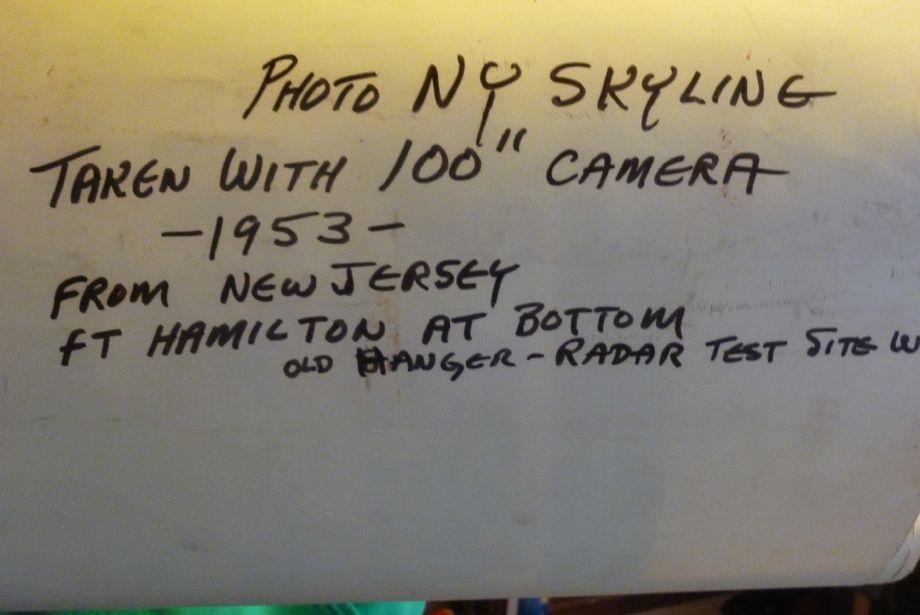 PHOTO NY SKYLING
TAKEN WITH 100" CAMERA
-1953-
FROM NEW JERSEY
FT HAMILTON AT BOTTOM
OLD HANGER - RADAR TEST SITE W